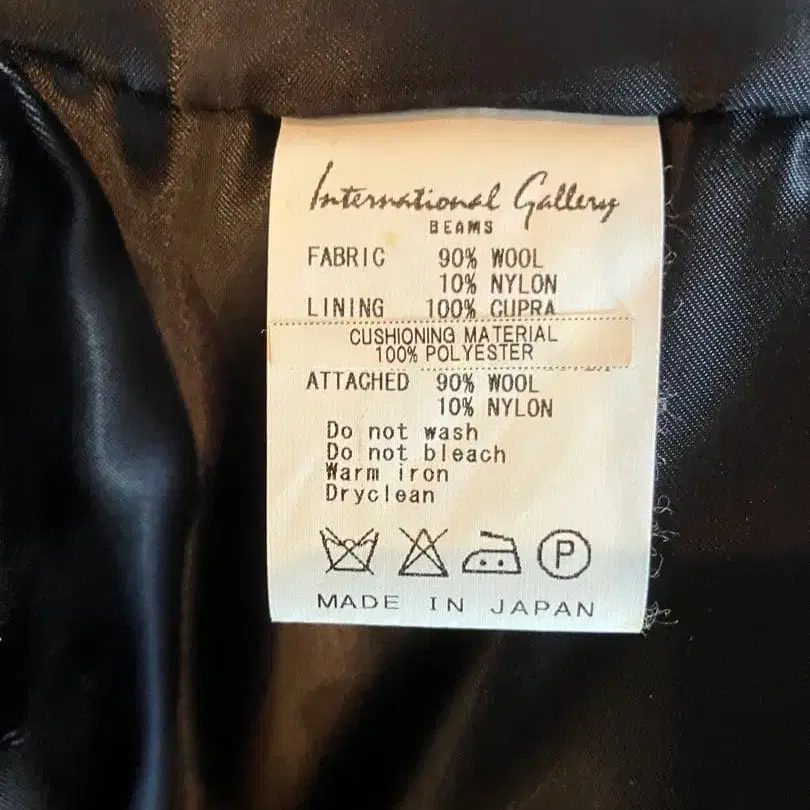 International Gallery
BEAMS
FABRIC 90% WOOL
10% NYLON
LINING 100% CUPRA
CUSHIONING MATERIAL
100% POLYESTER
ATTACHED 90% WOOL
10% NYLON
Do not wash
Do not bleach
Warm iron
Dryclean
P
MADE IN JAPAN